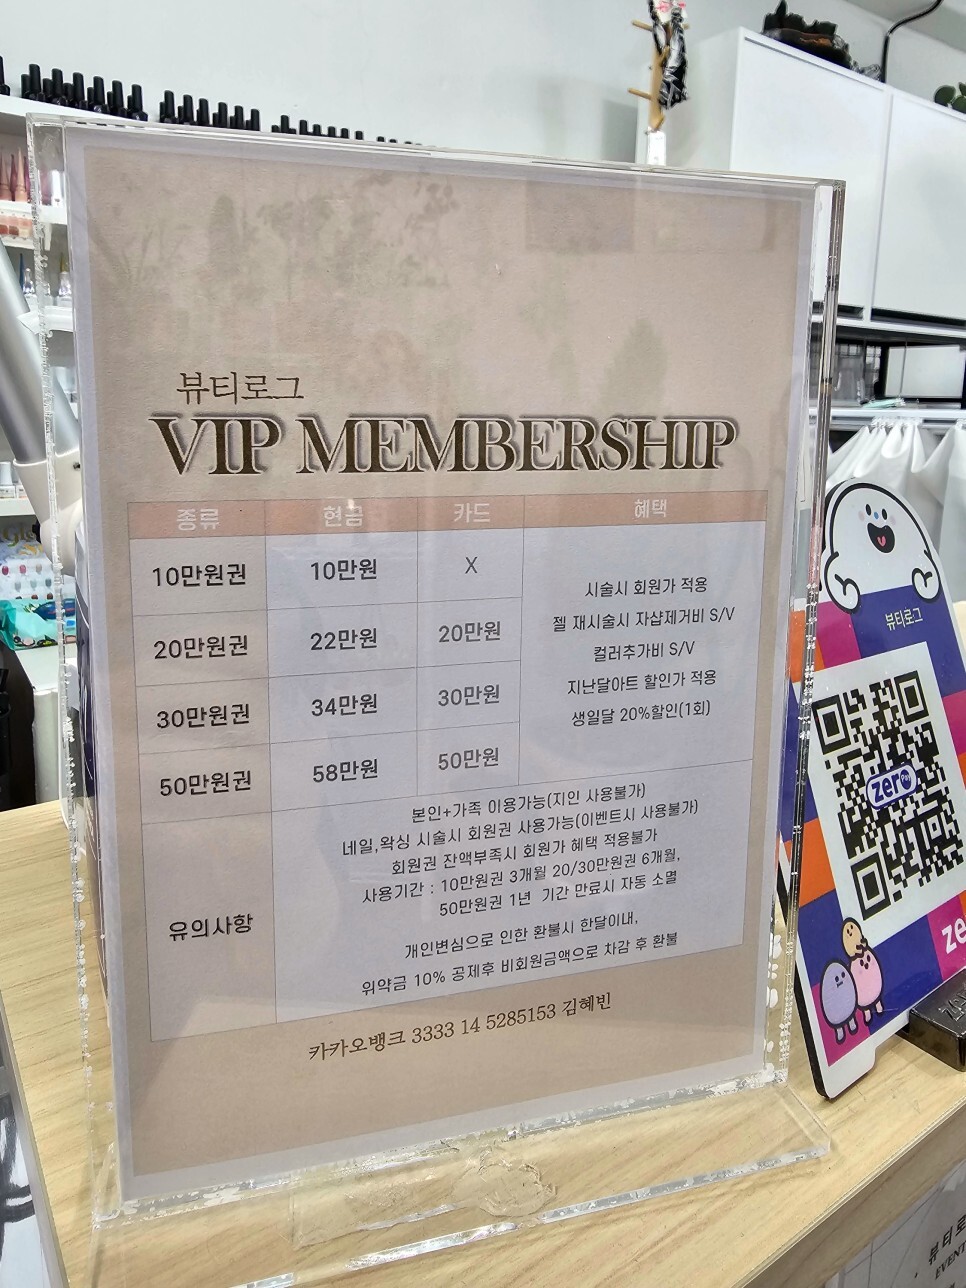 뷰티로그
VIP MEMBERSHIP
종류 현금 카드 혜택
10만원권 10만원 X
20만원권 22만원 20만원
30만원권 34만원 30만원
50만원권 58만원 50만원
시술시 회원가 적용
젤 재시술시 자샵제거비 S/V
컬러추가비 S/V
지난달아트 할인가 적용
생일달 20%할인(1회)
유의사항
본인+가족 이용가능(지인 사용불가)
네일,왁싱 시술시 회원권 사용가능(이벤트시 사용불가)
회원권 잔액부족시 회원가 혜택 적용불가
사용기간 : 10만원권 3개월 20/30만원권 6개월,
50만원권 1년 기간 만료시 자동 소멸
개인변심으로 인한 환불시 한달이내,
위약금 10% 공제후 비회원금액으로 차감 후 환불
카카오뱅크 3333 14 5285153 김혜빈
뷰티로그
zero Pay
ze
뷰티로
EVENT